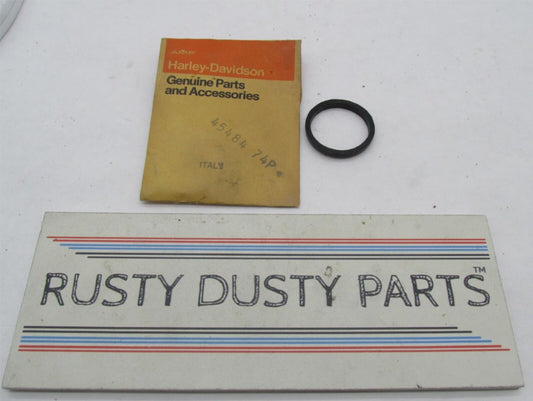 AMF
Harley-Davidson
Genuine Parts
and Accessories
45484 74P
ITALY
RUSTY DUSTY PARTS™